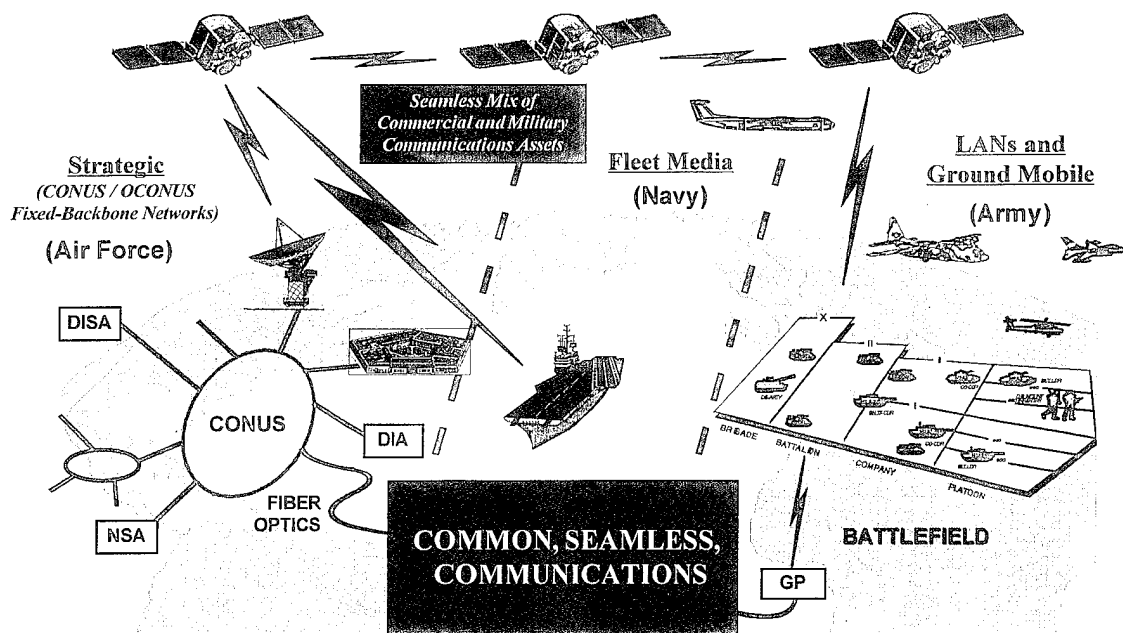 Seamless Mix of
Commercial and Military
Communications Assets
Strategic
(CONUS / OCONUS
Fixed-Backbone Networks)
(Air Force)
Fleet Media
(Navy)
LANs and
Ground Mobile
(Army)
DISA
CONUS
DIA
NSA
FIBER
OPTICS
X
II
I
I
BRIGADE
BATTALION
COMPANY
PLATOON
COMMON, SEAMLESS,
COMMUNICATIONS
GP
BATTLEFIELD